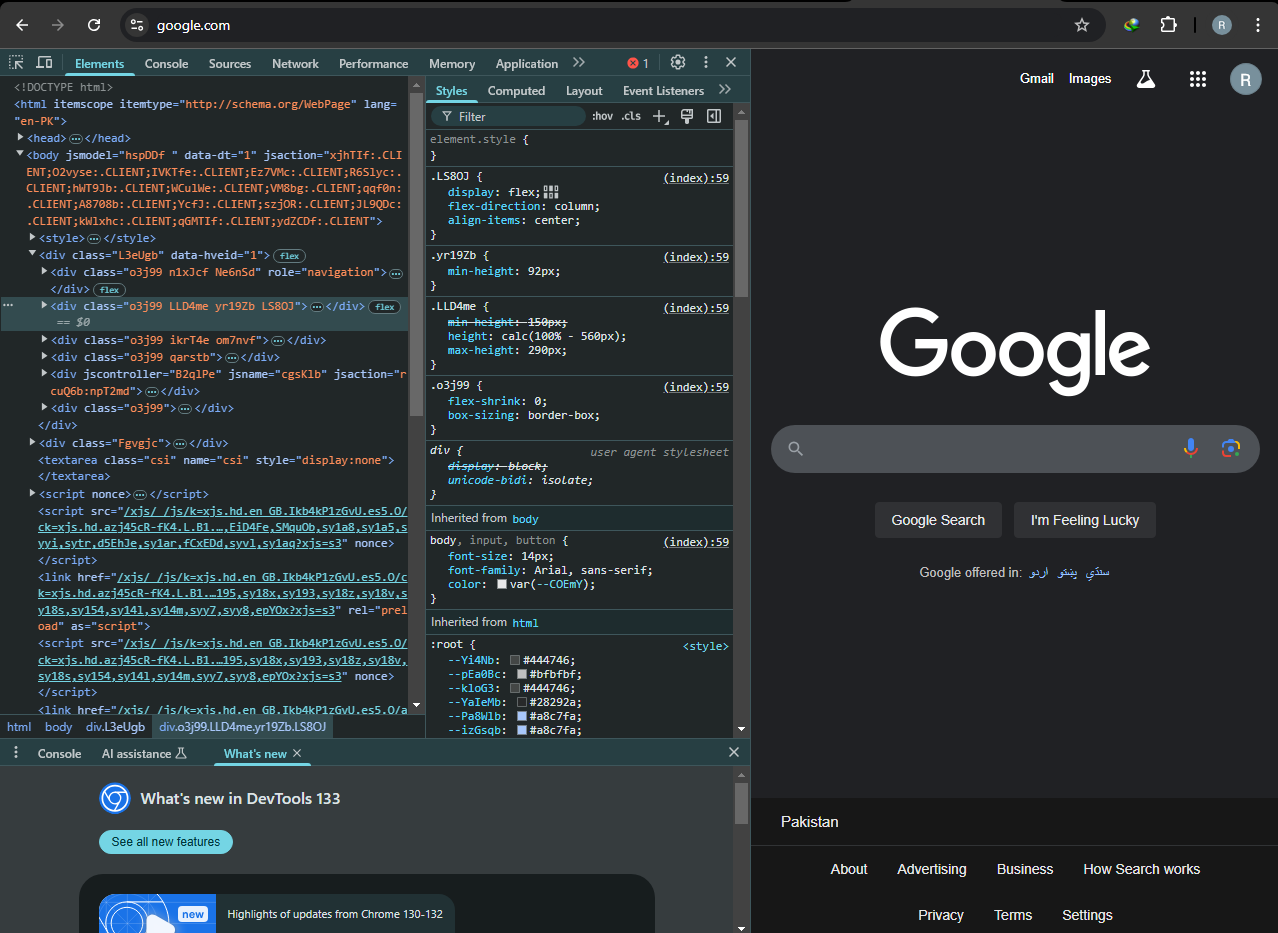 google.com
R
Elements Console Sources Network Performance Memory Application 1
<!DOCTYPE html>
<html itemscope itemtype="http://schema.org/WebPage" lang=
"en-PK">
<head>…</head>
<body jsmodel="hspDDf " data-dt="1" jsaction="xjhTIf:.CLI
ENT;O2vyse:.CLIENT;IVKTfe:.CLIENT;Ez7VMc:.CLIENT;R6Slyc:.
CLIENT;hWT9Jb:.CLIENT;WCulWe:.CLIENT;VM8bg:.CLIENT;qqf0n:
.CLIENT;A8708b:.CLIENT;YcfJ:.CLIENT;szjOR:.CLIENT;JL9QDc:
.CLIENT;kWlxhc:.CLIENT;qGMTIf:.CLIENT;ydZCDf:.CLIENT">
<style>…</style>
<div class="L3eUgb" data-hveid="1"> flex
<div class="o3j99 n1xJcf Ne6nSd" role="navigation">…
</div> flex
<div class="o3j99 LLD4me yr19Zb LS8OJ">…</div> flex
== $0
<div class="o3j99 ikrT4e om7nvf">…</div>
<div class="o3j99 qarstb">…</div>
<div jscontroller="B2qlPe" jsname="cgsKlb" jsaction="r
cuQ6b:npT2md">…</div>
<div class="o3j99">…</div>
</div>
<div class="Fgvgjc">…</div>
<textarea class="csi" name="csi" style="display:none">
</textarea>
<script nonce>…</script>
<script src="/xjs/_/js/k=xjs.hd.en_GB.Ikb4kP1zGvU.es5.O/
ck=xjs.hd.azj45cR-fK4.L.B1.…,EiD4Fe,SMquOb,sy1a8,sy1a5,s
yyi,sytr,d5EhJe,sy1ar,fCxEDd,syvl,sy1aq?xjs=s3" nonce>
</script>
<link href="/xjs/_/js/k=xjs.hd.en_GB.Ikb4kP1zGvU.es5.O/c
k=xjs.hd.azj45cR-fK4.L.B1.…195,sy18x,sy193,sy18z,sy18v,s
y18s,sy154,sy14l,sy14m,syy7,syy8,epYOx?xjs=s3" rel="prel
oad" as="script">
<script src="/xjs/_/js/k=xjs.hd.en_GB.Ikb4kP1zGvU.es5.O/
ck=xjs.hd.azj45cR-fK4.L.B1.…195,sy18x,sy193,sy18z,sy18v,
sy18s,sy154,sy14l,sy14m,syy7,syy8,epYOx?xjs=s3" nonce>
</script>
<link href="/xjs/_/js/k=xjs.hd.en_GB.Ikb4kP1zGvU.es5.O/a
html body div.L3eUgb div.o3j99.LLD4me.yr19Zb.LS8OJ
Styles Computed Layout Event Listeners
Filter :hov .cls
element.style {
}
.LS8OJ { (index):59
display: flex;
flex-direction: column;
align-items: center;
}
.yr19Zb { (index):59
min-height: 92px;
}
.LLD4me { (index):59
min-height: 150px;
height: calc(100% - 560px);
max-height: 290px;
}
.o3j99 { (index):59
flex-shrink: 0;
box-sizing: border-box;
}
div { user agent stylesheet
display: block;
unicode-bidi: isolate;
}
Inherited from body
body, input, button { (index):59
font-size: 14px;
font-family: Arial, sans-serif;
color: var(--COEmY);
}
Inherited from html
:root { <style>
--Yi4Nb: #444746;
--pEa0Bc: #bfbfbf;
--kloG3: #444746;
--YaIeMb: #28292a;
--Pa8Wlb: #a8c7fa;
--izGsqb: #a8c7fa;
Console AI assistance What's new
What's new in DevTools 133
See all new features
new Highlights of updates from Chrome 130-132
Gmail Images R
Google
Google Search I'm Feeling Lucky
Google offered in: اردو پښتو سنڌي
Pakistan
About Advertising Business How Search works
Privacy Terms Settings